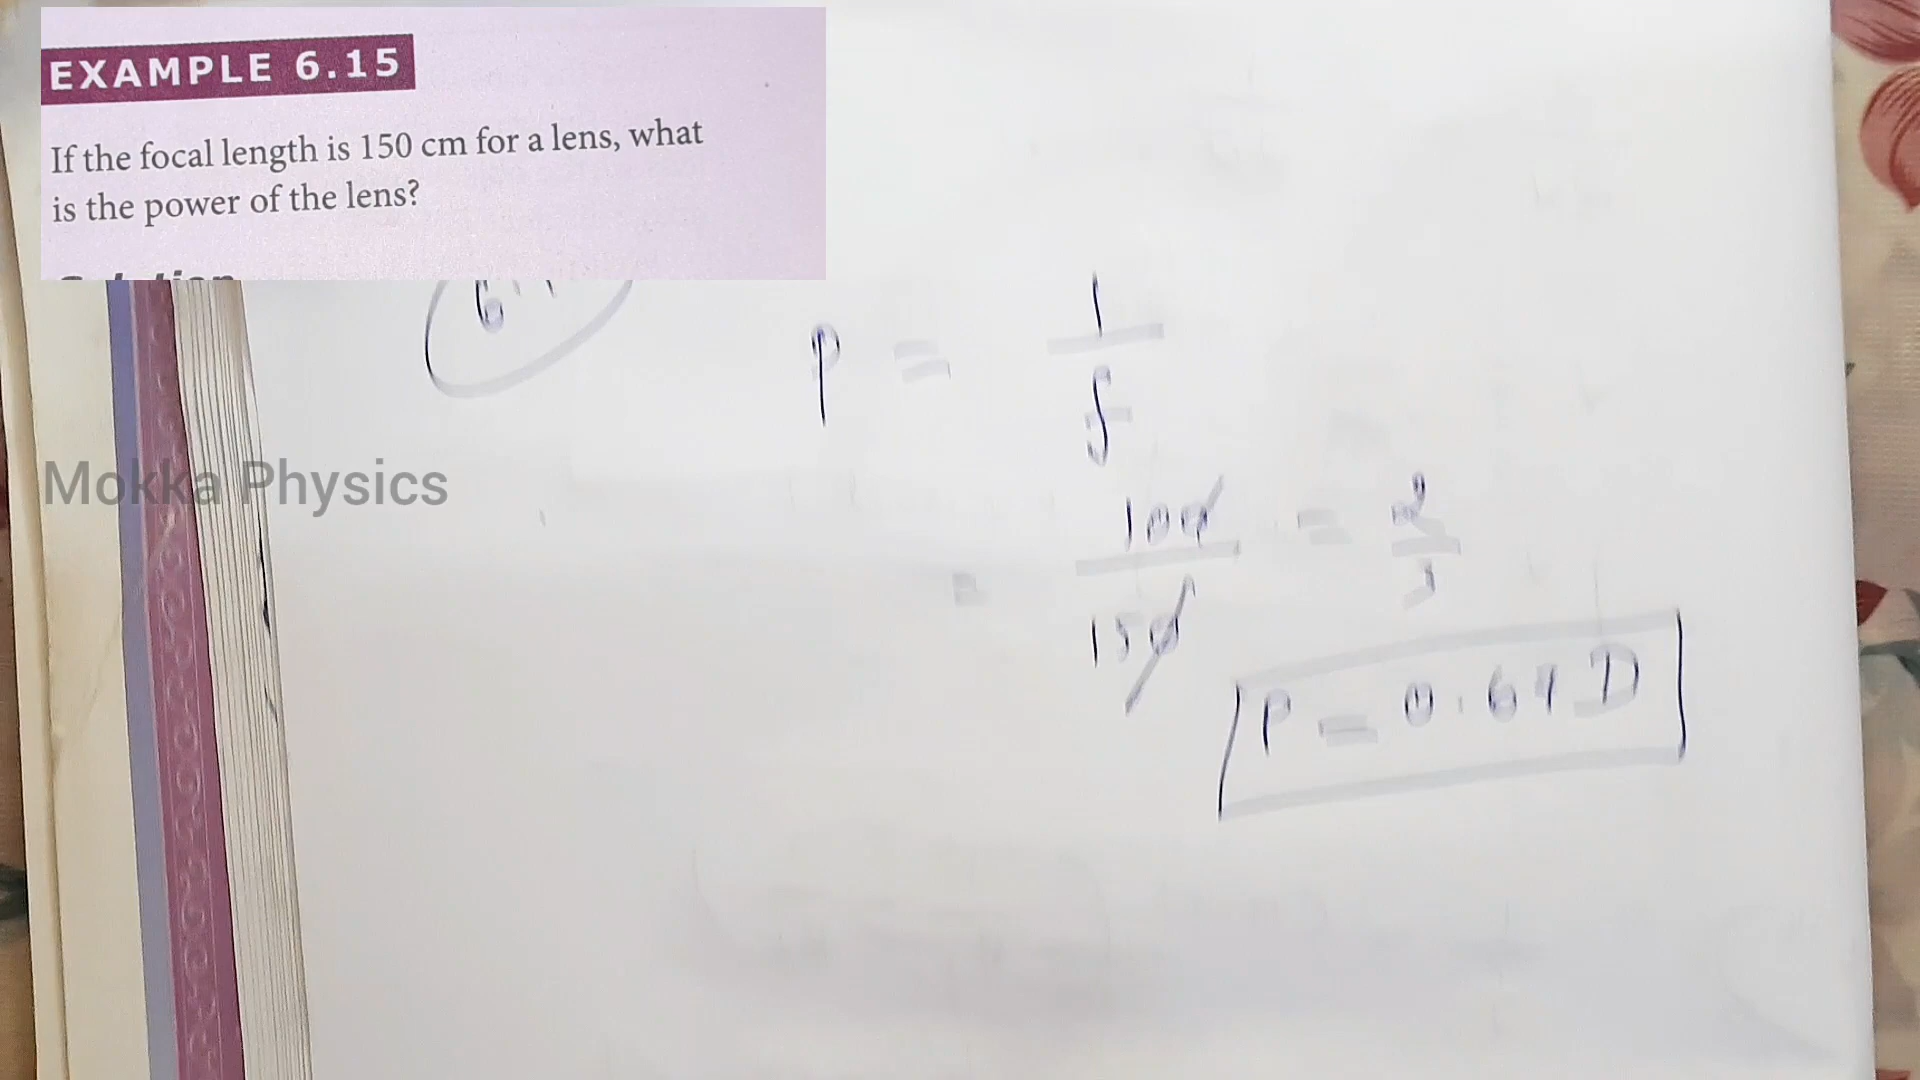 EXAMPLE 6.15
If the focal length is 150 cm for a lens, what
is the power of the lens?
P = 1/f
Mokka Physics
= 100/150 = 2/3
P = 0.67 D